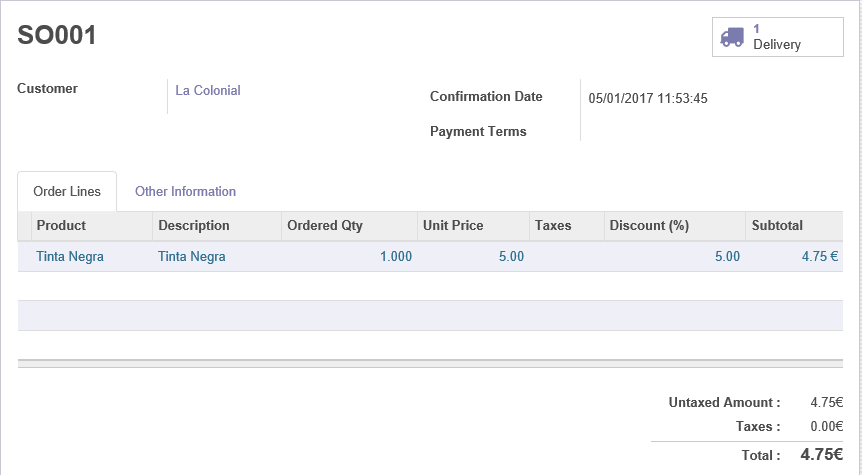 SO001
1
Delivery
Customer La Colonial
Confirmation Date 05/01/2017 11:53:45
Payment Terms
Order Lines Other Information
Product Description Ordered Qty Unit Price Taxes Discount (%) Subtotal
Tinta Negra Tinta Negra 1.000 5.00 5.00 4.75 €
Untaxed Amount : 4.75€
Taxes : 0.00€
Total : 4.75€